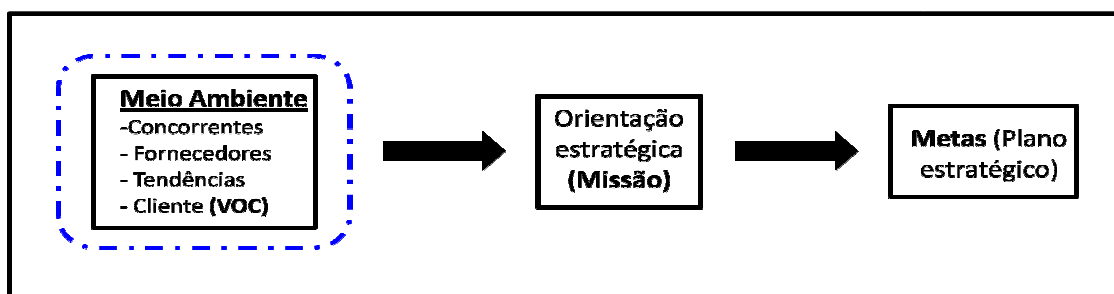 Meio Ambiente
-Concorrentes
- Fornecedores
- Tendências
- Cliente (VOC)
Orientação
estratégica
(Missão)
Metas (Plano
estratégico)